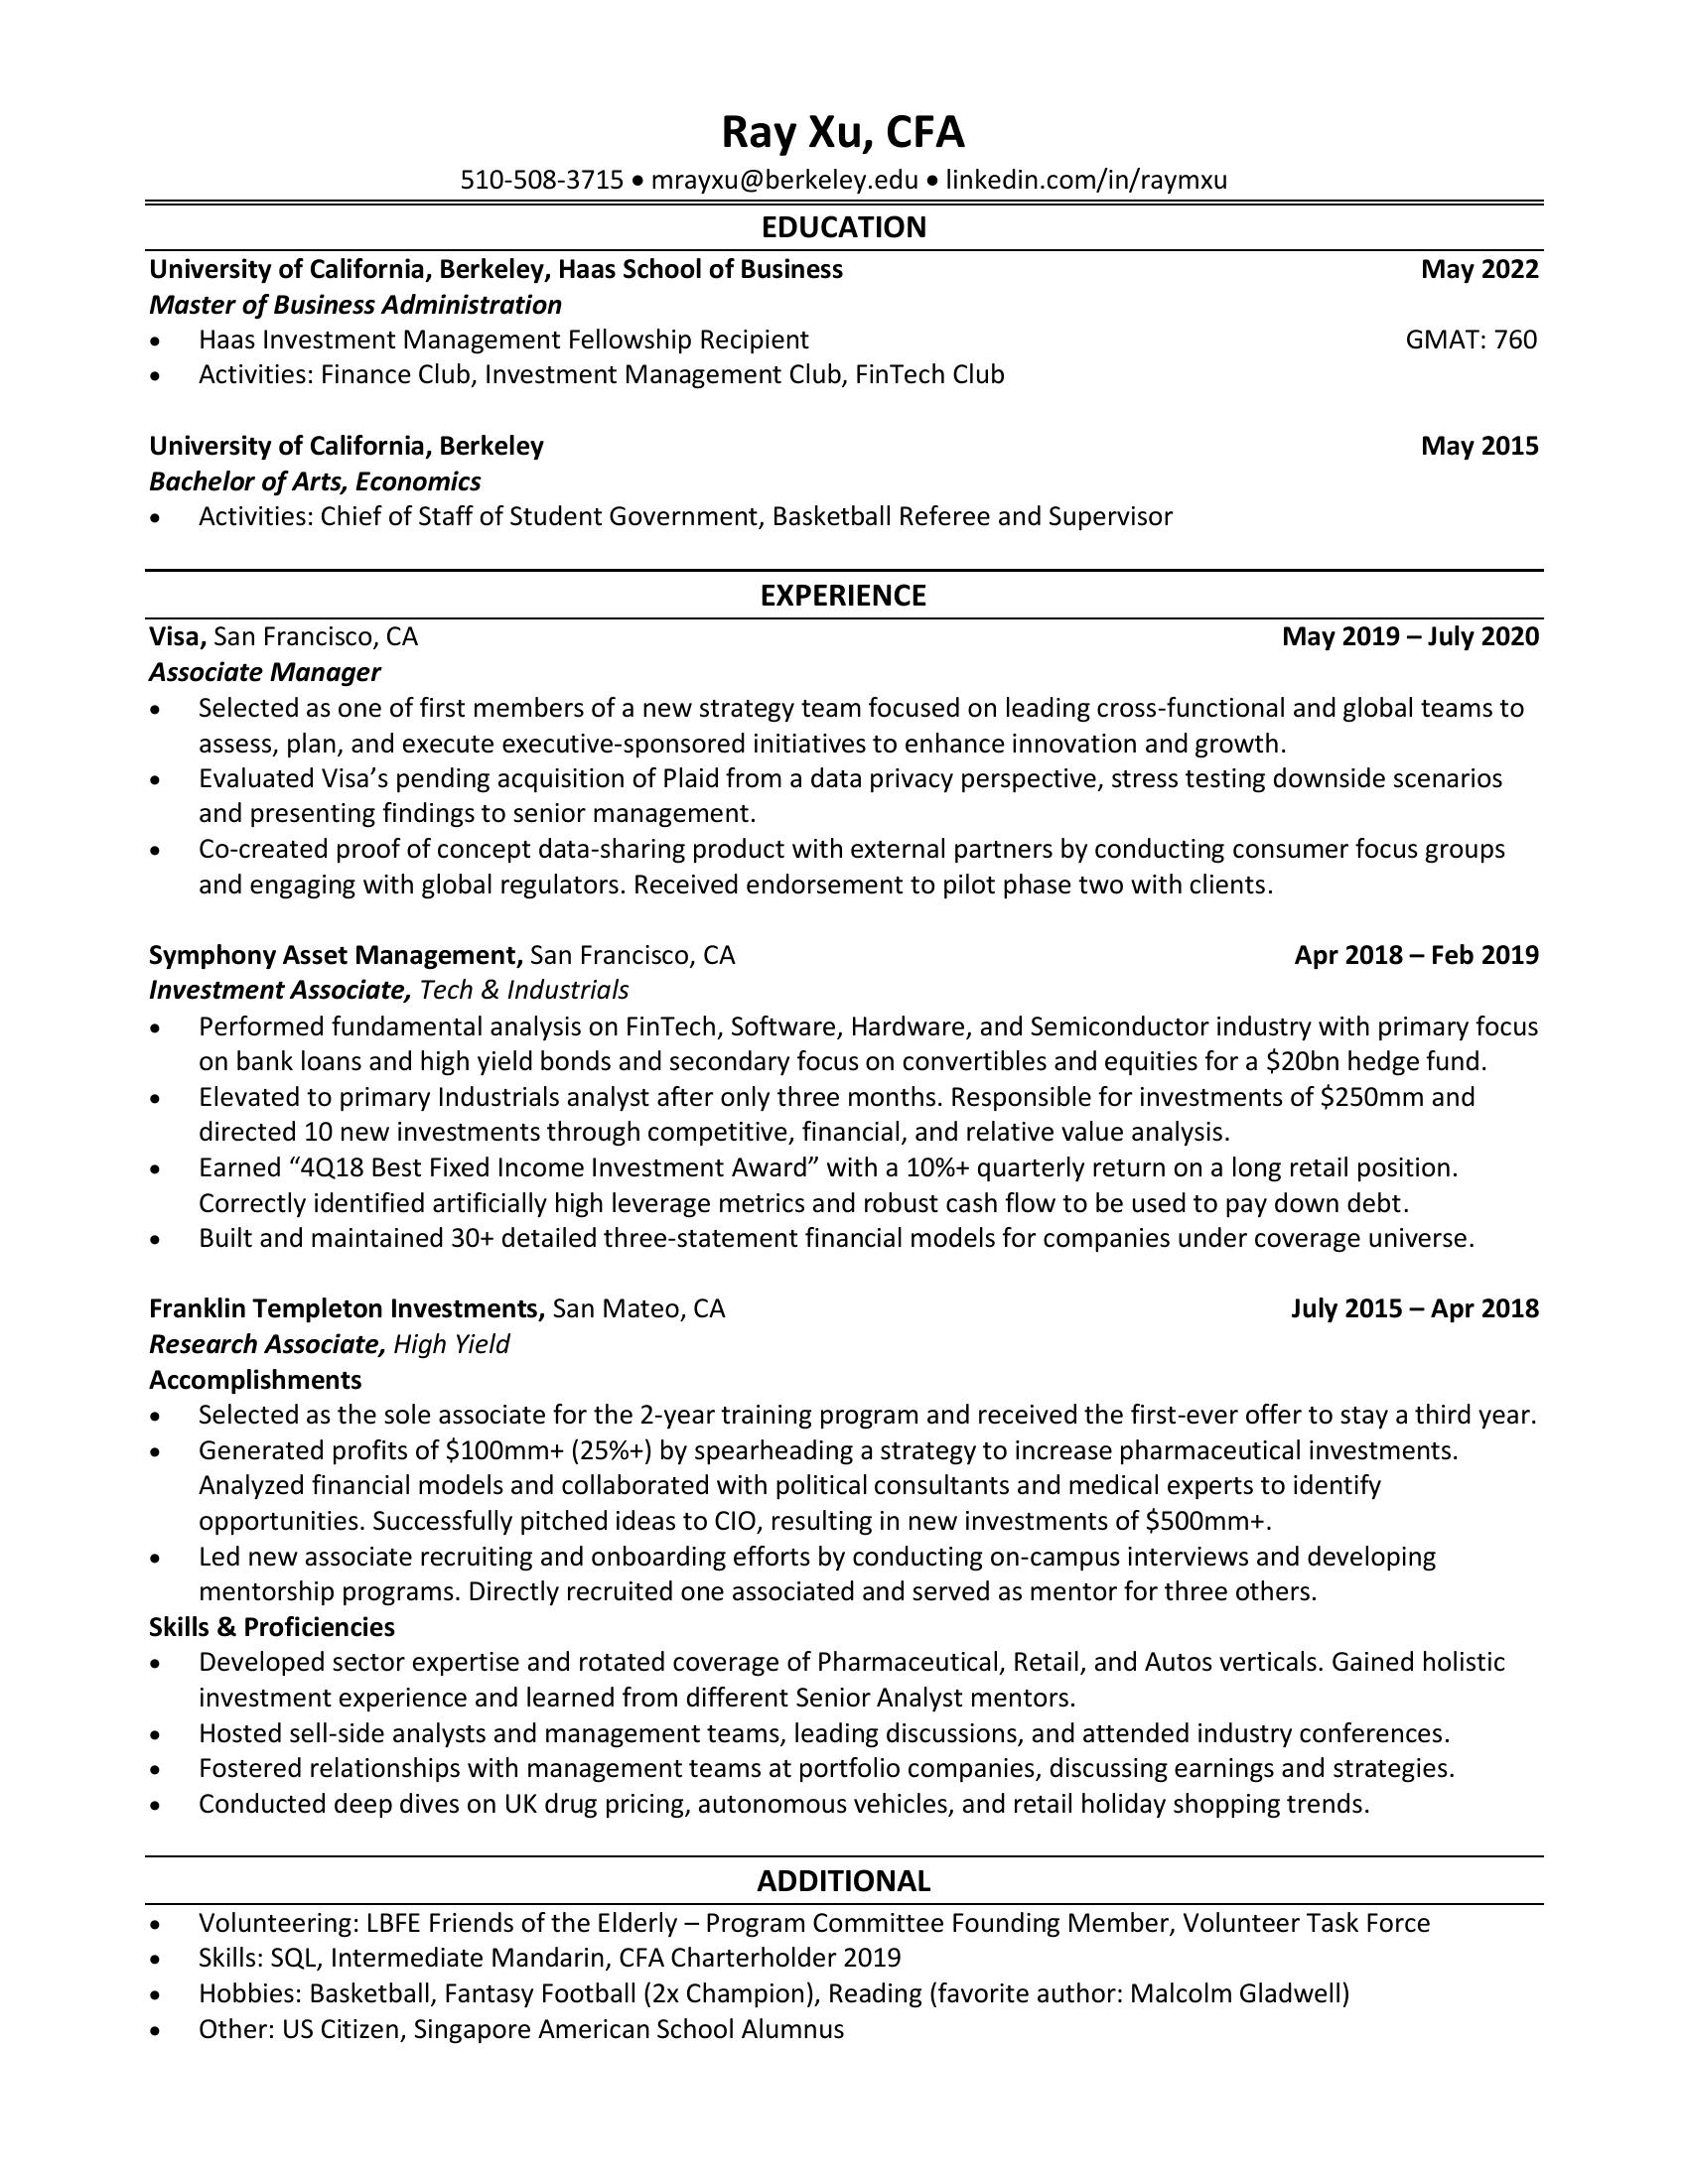 Ray Xu, CFA
510-508-3715 • mrayxu@berkeley.edu • linkedin.com/in/raymxu
EDUCATION
University of California, Berkeley, Haas School of Business May 2022
Master of Business Administration
• Haas Investment Management Fellowship Recipient GMAT: 760
• Activities: Finance Club, Investment Management Club, FinTech Club
University of California, Berkeley May 2015
Bachelor of Arts, Economics
• Activities: Chief of Staff of Student Government, Basketball Referee and Supervisor
EXPERIENCE
Visa, San Francisco, CA May 2019 – July 2020
Associate Manager
• Selected as one of first members of a new strategy team focused on leading cross-functional and global teams to
assess, plan, and execute executive-sponsored initiatives to enhance innovation and growth.
• Evaluated Visa’s pending acquisition of Plaid from a data privacy perspective, stress testing downside scenarios
and presenting findings to senior management.
• Co-created proof of concept data-sharing product with external partners by conducting consumer focus groups
and engaging with global regulators. Received endorsement to pilot phase two with clients.
Symphony Asset Management, San Francisco, CA Apr 2018 – Feb 2019
Investment Associate, Tech & Industrials
• Performed fundamental analysis on FinTech, Software, Hardware, and Semiconductor industry with primary focus
on bank loans and high yield bonds and secondary focus on convertibles and equities for a $20bn hedge fund.
• Elevated to primary Industrials analyst after only three months. Responsible for investments of $250mm and
directed 10 new investments through competitive, financial, and relative value analysis.
• Earned “4Q18 Best Fixed Income Investment Award” with a 10%+ quarterly return on a long retail position.
Correctly identified artificially high leverage metrics and robust cash flow to be used to pay down debt.
• Built and maintained 30+ detailed three-statement financial models for companies under coverage universe.
Franklin Templeton Investments, San Mateo, CA July 2015 – Apr 2018
Research Associate, High Yield
Accomplishments
• Selected as the sole associate for the 2-year training program and received the first-ever offer to stay a third year.
• Generated profits of $100mm+ (25%+) by spearheading a strategy to increase pharmaceutical investments.
Analyzed financial models and collaborated with political consultants and medical experts to identify
opportunities. Successfully pitched ideas to CIO, resulting in new investments of $500mm+.
• Led new associate recruiting and onboarding efforts by conducting on-campus interviews and developing
mentorship programs. Directly recruited one associated and served as mentor for three others.
Skills & Proficiencies
• Developed sector expertise and rotated coverage of Pharmaceutical, Retail, and Autos verticals. Gained holistic
investment experience and learned from different Senior Analyst mentors.
• Hosted sell-side analysts and management teams, leading discussions, and attended industry conferences.
• Fostered relationships with management teams at portfolio companies, discussing earnings and strategies.
• Conducted deep dives on UK drug pricing, autonomous vehicles, and retail holiday shopping trends.
ADDITIONAL
• Volunteering: LBFE Friends of the Elderly – Program Committee Founding Member, Volunteer Task Force
• Skills: SQL, Intermediate Mandarin, CFA Charterholder 2019
• Hobbies: Basketball, Fantasy Football (2x Champion), Reading (favorite author: Malcolm Gladwell)
• Other: US Citizen, Singapore American School Alumnus